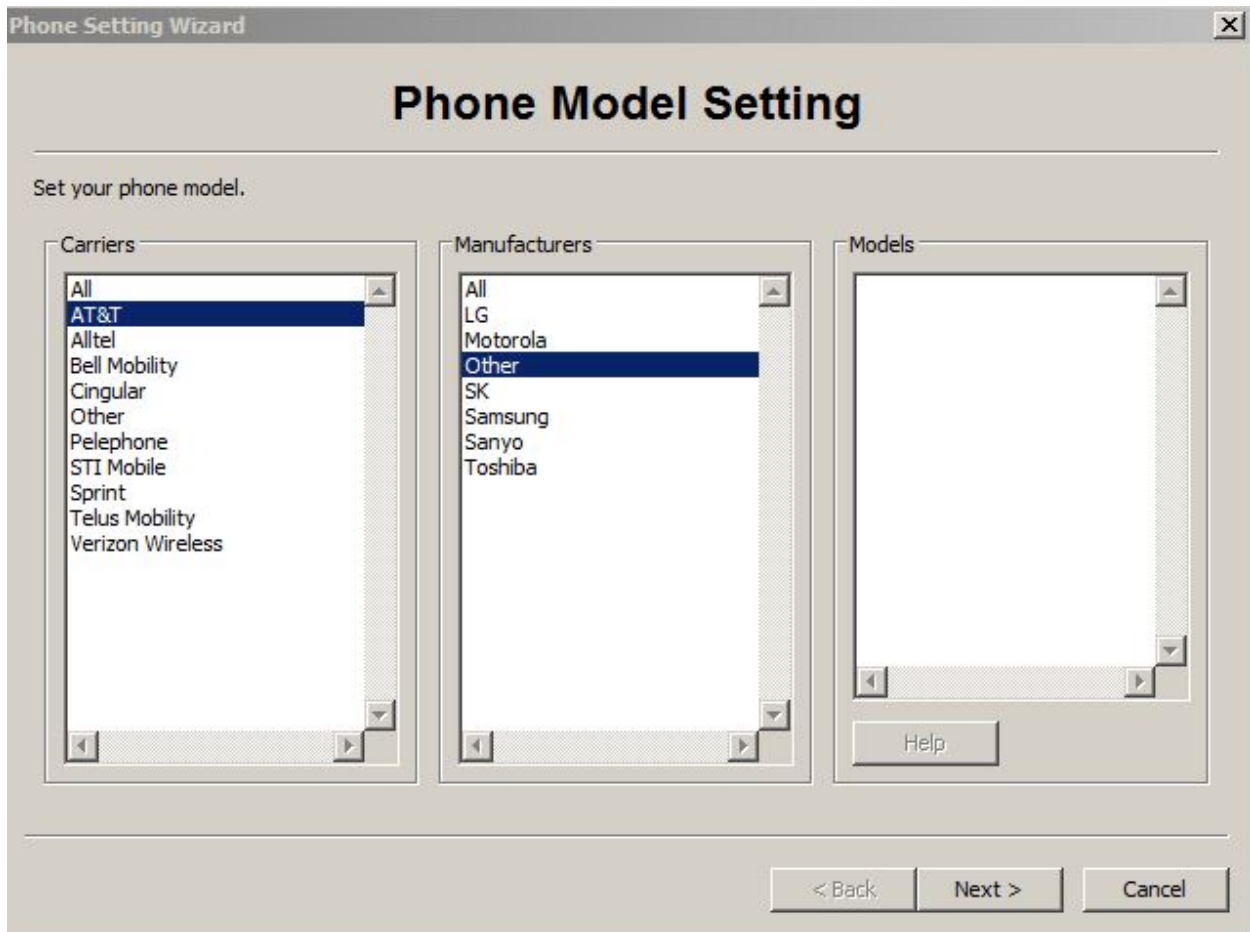 Phone Setting Wizard
Phone Model Setting
Set your phone model.
Carriers
All
AT&T
Alltel
Bell Mobility
Cingular
Other
Pelephone
STI Mobile
Sprint
Telus Mobility
Verizon Wireless
Manufacturers
All
LG
Motorola
Other
SK
Samsung
Sanyo
Toshiba
Models
Help
< Back
Next >
Cancel